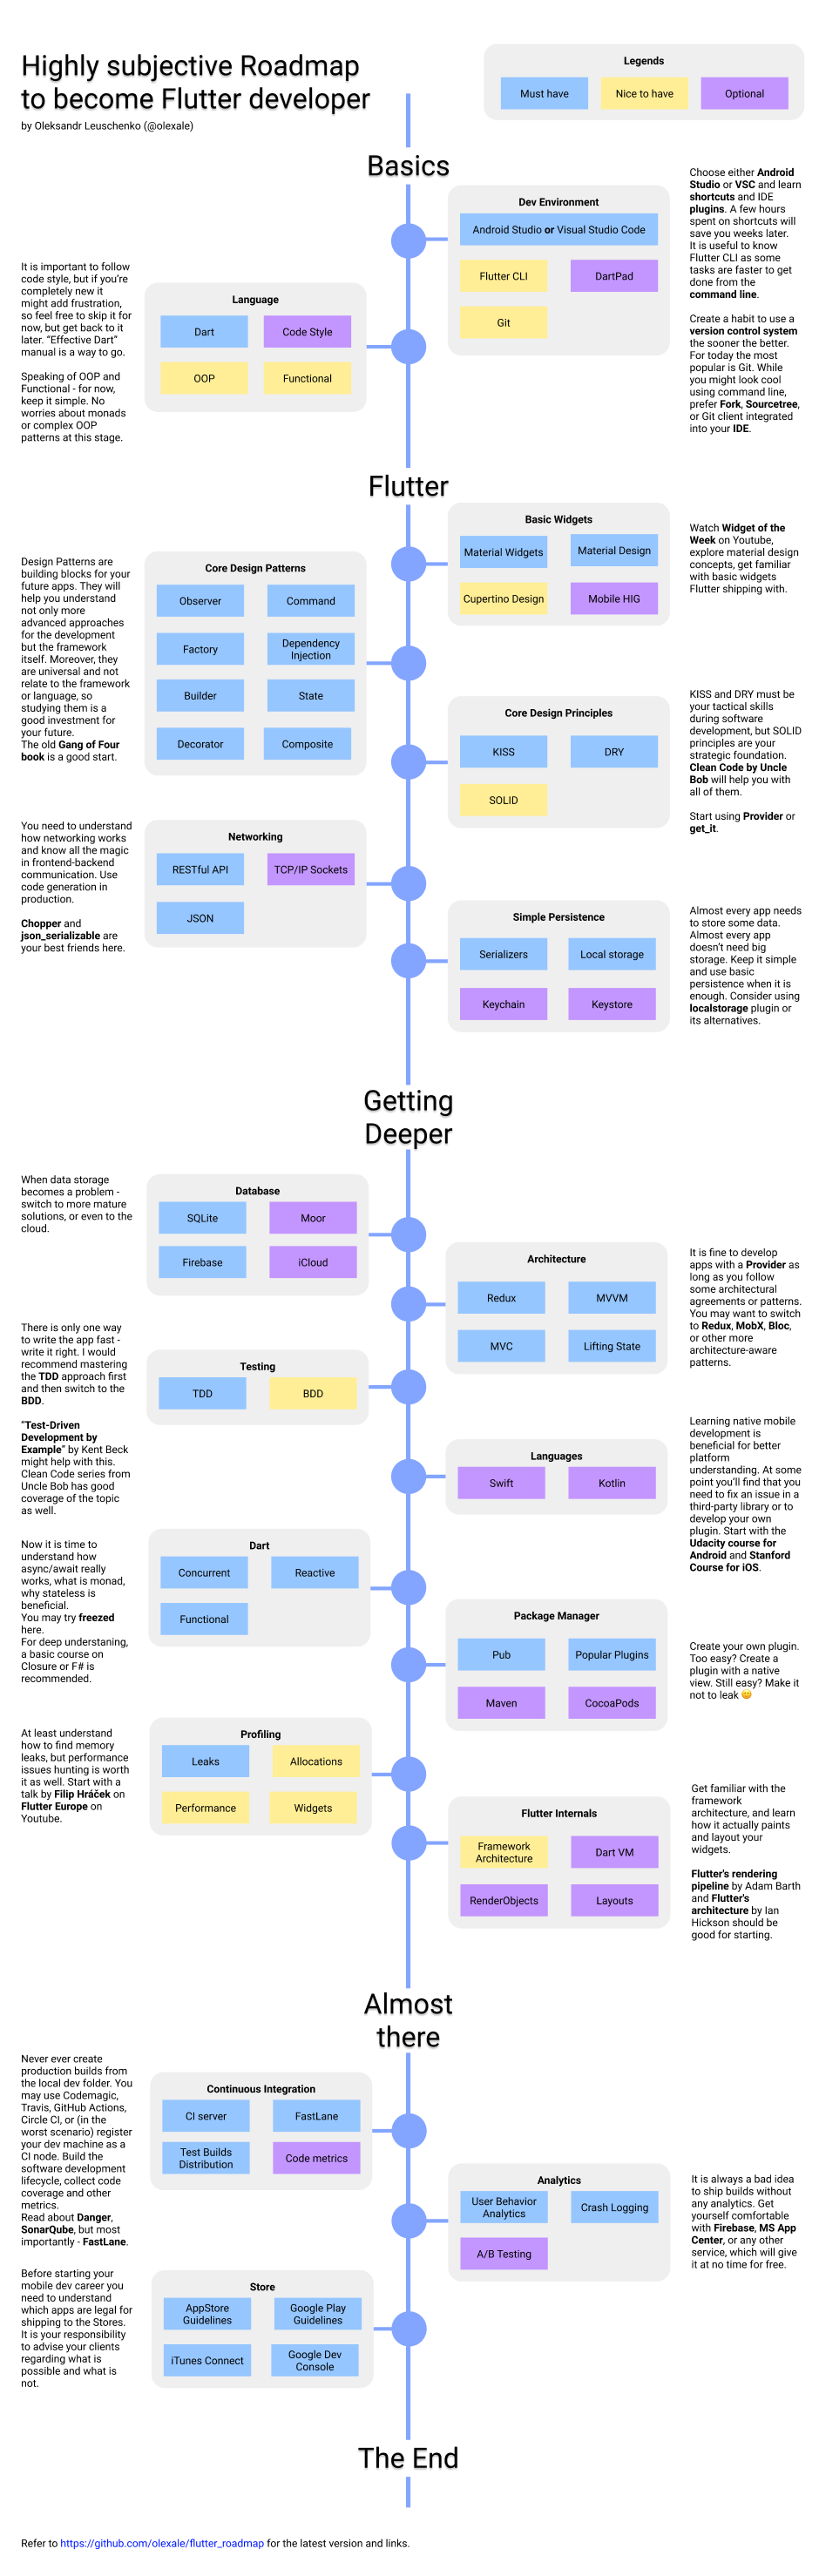 Highly subjective Roadmap
to become Flutter developer
by Oleksandr Leuschenko (@olexale)
Legends
Must have
Nice to have
Optional
Basics
Dev Environment
Android Studio or Visual Studio Code
Flutter CLI
DartPad
Git
Choose either Android
Studio or VSC and learn
shortcuts and IDE
plugins. A few hours
spent on shortcuts will
save you weeks later.
It is useful to know
Flutter CLI as some
tasks are faster to get
done from the
command line.
Create a habit to use a
version control system
the sooner the better.
For today the most
popular is Git. While
you might look cool
using command line,
prefer Fork, Sourcetree,
or Git client integrated
into your IDE.
It is important to follow
code style, but if you're
completely new it
might add frustration,
so feel free to skip it for
now, but get back to it
later. “Effective Dart”
manual is a way to go.
Speaking of OOP and
Functional - for now,
keep it simple. No
worries about monads
or complex OOP
patterns at this stage.
Language
Dart
Code Style
OOP
Functional
Flutter
Basic Widgets
Material Widgets
Material Design
Cupertino Design
Mobile HIG
Watch Widget of the
Week on Youtube,
explore material design
concepts, get familiar
with basic widgets
Flutter shipping with.
Design Patterns are
building blocks for your
future apps. They will
help you understand
not only more
advanced approaches
for the development
but the framework
itself. Moreover, they
are universal and not
relate to the framework
or language, so
studying them is a
good investment for
your future.
The old Gang of Four
book is a good start.
Core Design Patterns
Observer
Command
Factory
Dependency
Injection
Builder
State
Decorator
Composite
Core Design Principles
KISS
DRY
SOLID
KISS and DRY must be
your tactical skills
during software
development, but SOLID
principles are your
strategic foundation.
Clean Code by Uncle
Bob will help you with
all of them.
Start using Provider or
get_it.
You need to understand
how networking works
and know all the magic
in frontend-backend
communication. Use
code generation in
production.
Chopper and
json_serializable are
your best friends here.
Networking
RESTful API
TCP/IP Sockets
JSON
Simple Persistence
Serializers
Local storage
Keychain
Keystore
Almost every app needs
to store some data.
Almost every app
doesn't need big
storage. Keep it simple
and use basic
persistence when it is
enough. Consider using
localstorage plugin or
its alternatives.
Getting
Deeper
When data storage
becomes a problem -
switch to more mature
solutions, or even to the
cloud.
Database
SQLite
Moor
Firebase
iCloud
Architecture
Redux
MVVM
MVC
Lifting State
It is fine to develop
apps with a Provider as
long as you follow
some architectural
agreements or patterns.
You may want to switch
to Redux, MobX, Bloc,
or other more
architecture-aware
patterns.
There is only one way
to write the app fast -
write it right. I would
recommend mastering
the TDD approach first
and then switch to the
BDD.
“Test-Driven
Development by
Example” by Kent Beck
might help with this.
Clean Code series from
Uncle Bob has good
coverage of the topic
as well.
Testing
TDD
BDD
Languages
Swift
Kotlin
Learning native mobile
development is
beneficial for better
platform
understanding. At some
point you'll find that you
need to fix an issue in a
third-party library or to
develop your own
plugin. Start with the
Udacity course for
Android and Stanford
Course for iOS.
Now it is time to
understand how
async/await really
works, what is monad,
why stateless is
beneficial.
You may try freezed
here.
For deep understaning,
a basic course on
Closure or F# is
recommended.
Dart
Concurrent
Reactive
Functional
Package Manager
Pub
Popular Plugins
Maven
CocoaPods
Create your own plugin.
Too easy? Create a
plugin with a native
view. Still easy? Make it
not to leak 😀
At least understand
how to find memory
leaks, but performance
issues hunting is worth
it as well. Start with a
talk by Filip Hráček on
Flutter Europe on
Youtube.
Profiling
Leaks
Allocations
Performance
Widgets
Flutter Internals
Framework
Architecture
Dart VM
RenderObjects
Layouts
Get familiar with the
framework
architecture, and learn
how it actually paints
and layout your
widgets.
Flutter's rendering
pipeline by Adam Barth
and Flutter's
architecture by Ian
Hickson should be
good for starting.
Almost
there
Never ever create
production builds from
the local dev folder. You
may use Codemagic,
Travis, GitHub Actions,
Circle CI, or (in the
worst scenario) register
your dev machine as a
CI node. Build the
software development
lifecycle, collect code
coverage and other
metrics.
Read about Danger,
SonarQube, but most
importantly - FastLane.
Continuous Integration
CI server
FastLane
Test Builds
Distribution
Code metrics
Analytics
User Behavior
Analytics
Crash Logging
A/B Testing
It is always a bad idea
to ship builds without
any analytics. Get
yourself comfortable
with Firebase, MS App
Center, or any other
service, which will give
it at no time for free.
Before starting your
mobile dev career you
need to understand
which apps are legal for
shipping to the Stores.
It is your responsibility
to advise your clients
regarding what is
possible and what is
not.
Store
AppStore
Guidelines
Google Play
Guidelines
iTunes Connect
Google Dev
Console
The End
Refer to https://github.com/olexale/flutter_roadmap for the latest version and links.